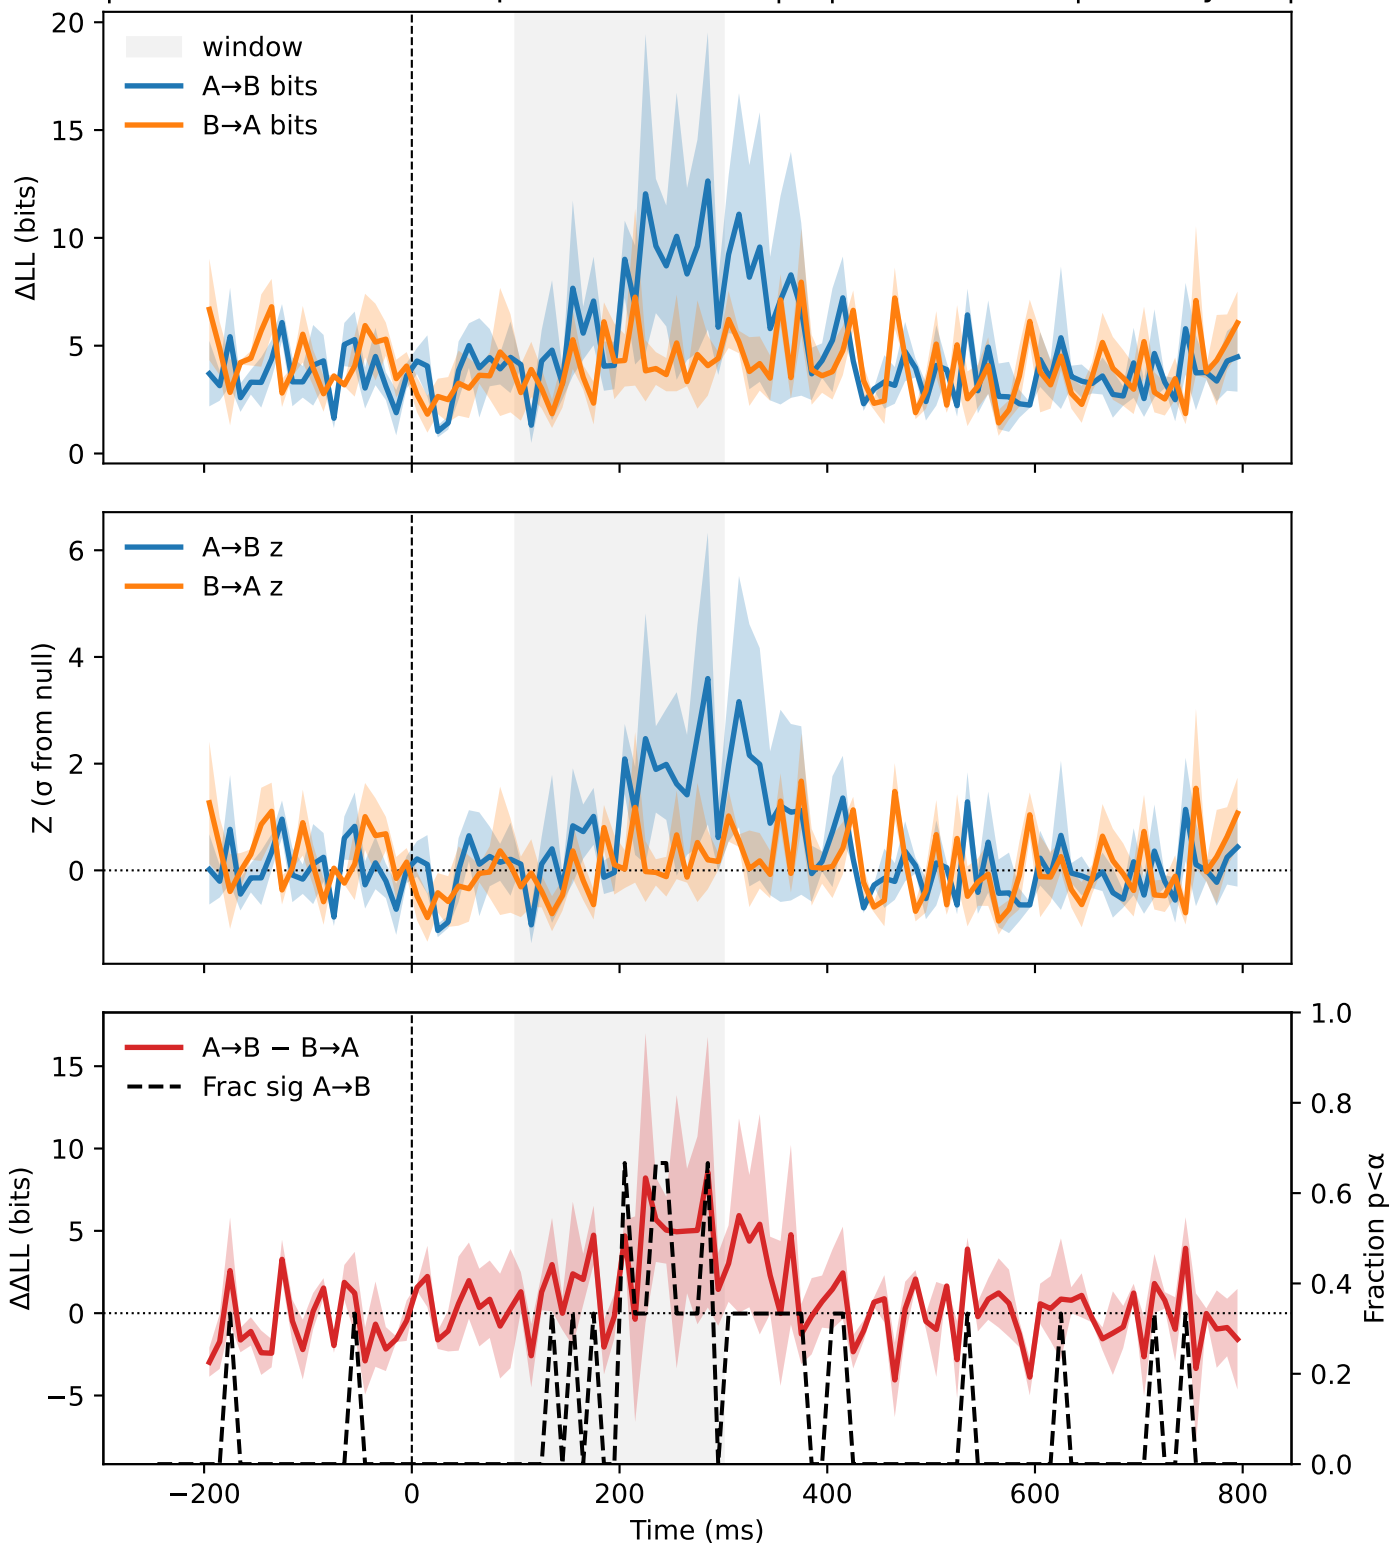 20
15
10
5
0
ΔLL (bits)
window
A→B bits
B→A bits
6
4
2
0
Z (σ from null)
A→B z
B→A z
15
10
5
0
−5
ΔΔLL (bits)
A→B − B→A
Frac sig A→B
1.0
0.8
0.6
0.4
0.2
0.0
Fraction p<α
−200 0 200 400 600 800
Time (ms)